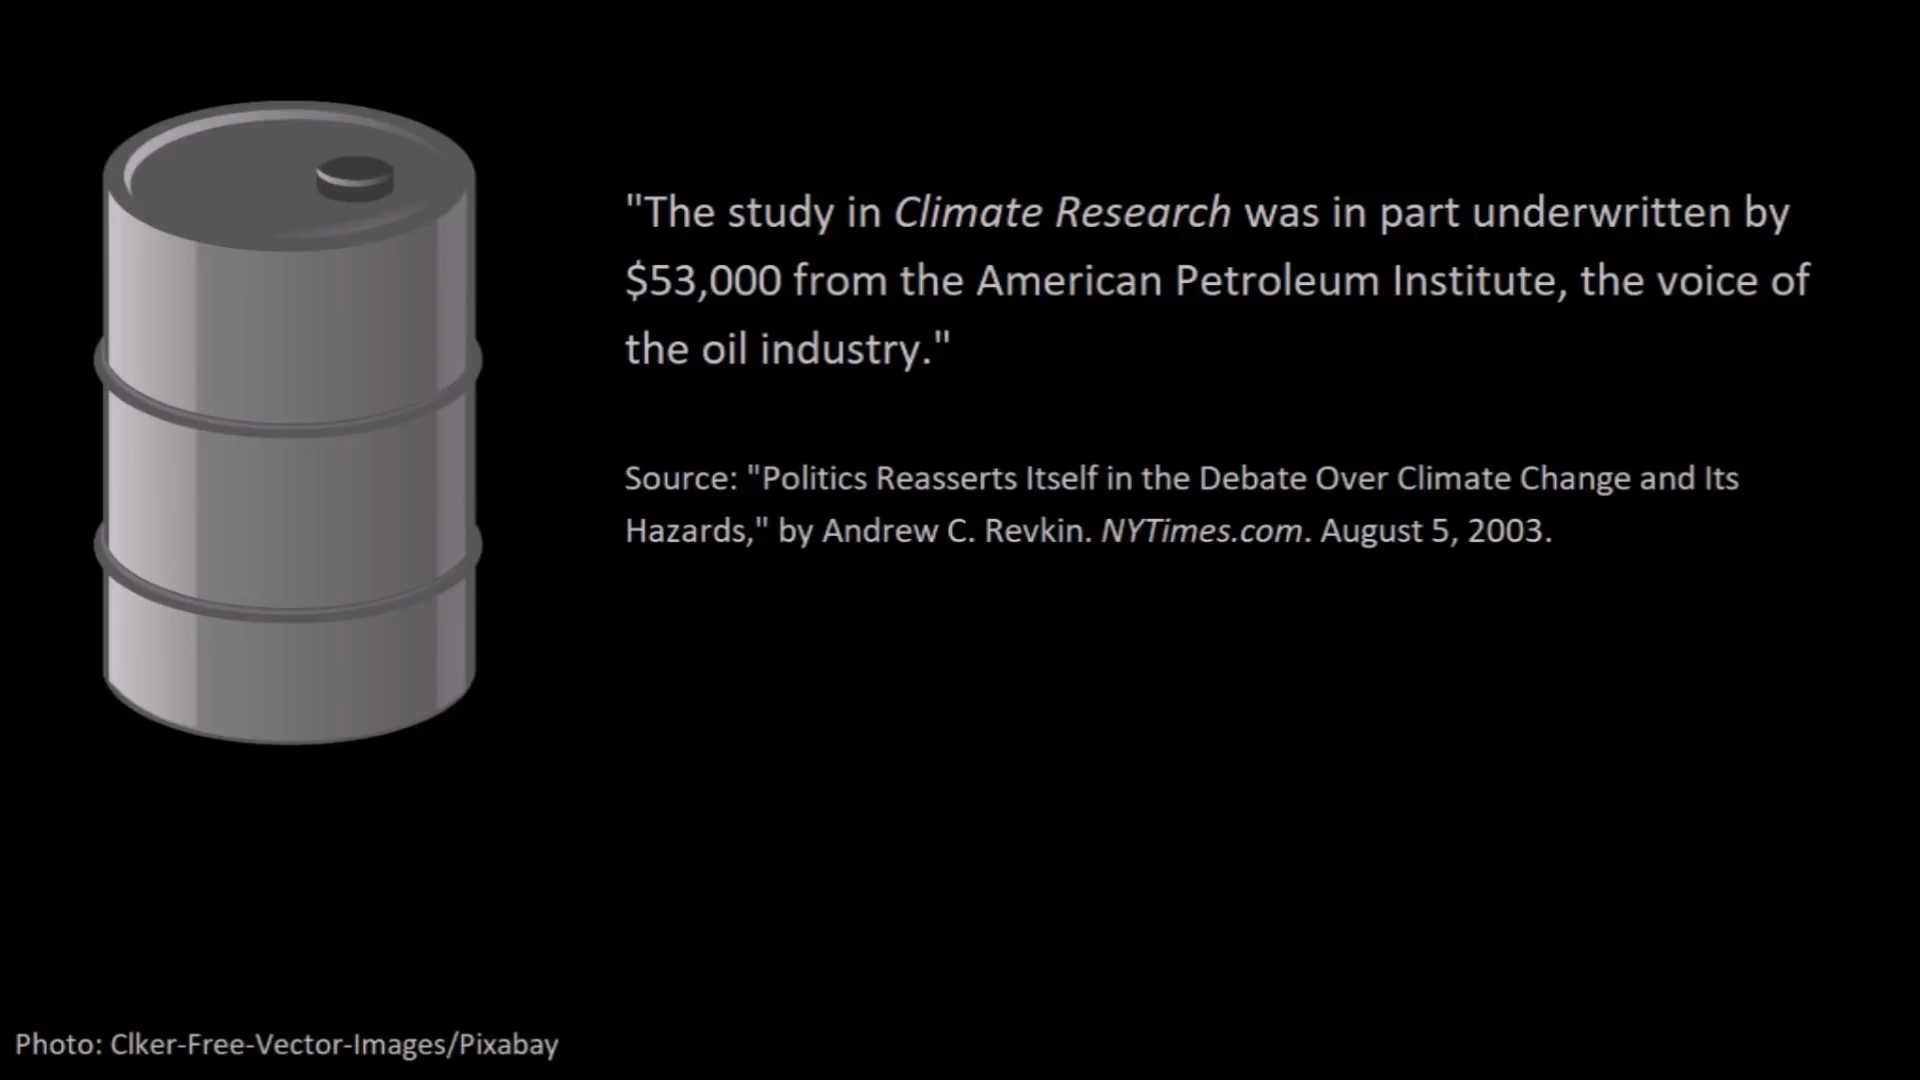 "The study in Climate Research was in part underwritten by
$53,000 from the American Petroleum Institute, the voice of
the oil industry."
Source: "Politics Reasserts Itself in the Debate Over Climate Change and Its
Hazards," by Andrew C. Revkin. NYTimes.com. August 5, 2003.
Photo: Clker-Free-Vector-Images/Pixabay